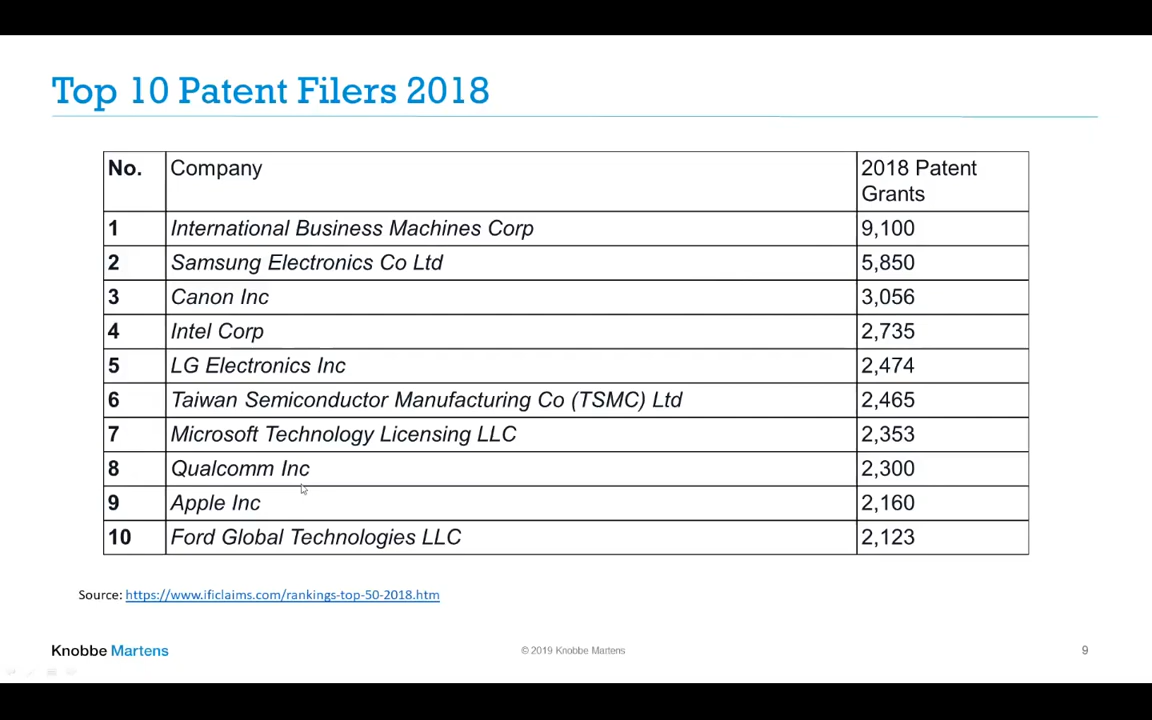 Top 10 Patent Filers 2018
No. Company 2018 Patent
Grants
1 International Business Machines Corp 9,100
2 Samsung Electronics Co Ltd 5,850
3 Canon Inc 3,056
4 Intel Corp 2,735
5 LG Electronics Inc 2,474
6 Taiwan Semiconductor Manufacturing Co (TSMC) Ltd 2,465
7 Microsoft Technology Licensing LLC 2,353
8 Qualcomm Inc 2,300
9 Apple Inc 2,160
10 Ford Global Technologies LLC 2,123
Source: https://www.ificlaims.com/rankings-top-50-2018.htm
Knobbe Martens © 2019 Knobbe Martens 9